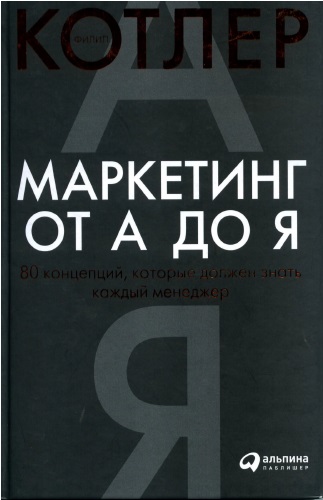 КОТЛЕР
ФИЛИП
А
МАРКЕТИНГ
ОТ А ДО Я
80 концепций, которые должен знать
каждый менеджер
Я
АЛЬПИНА
ПАБЛИШЕР